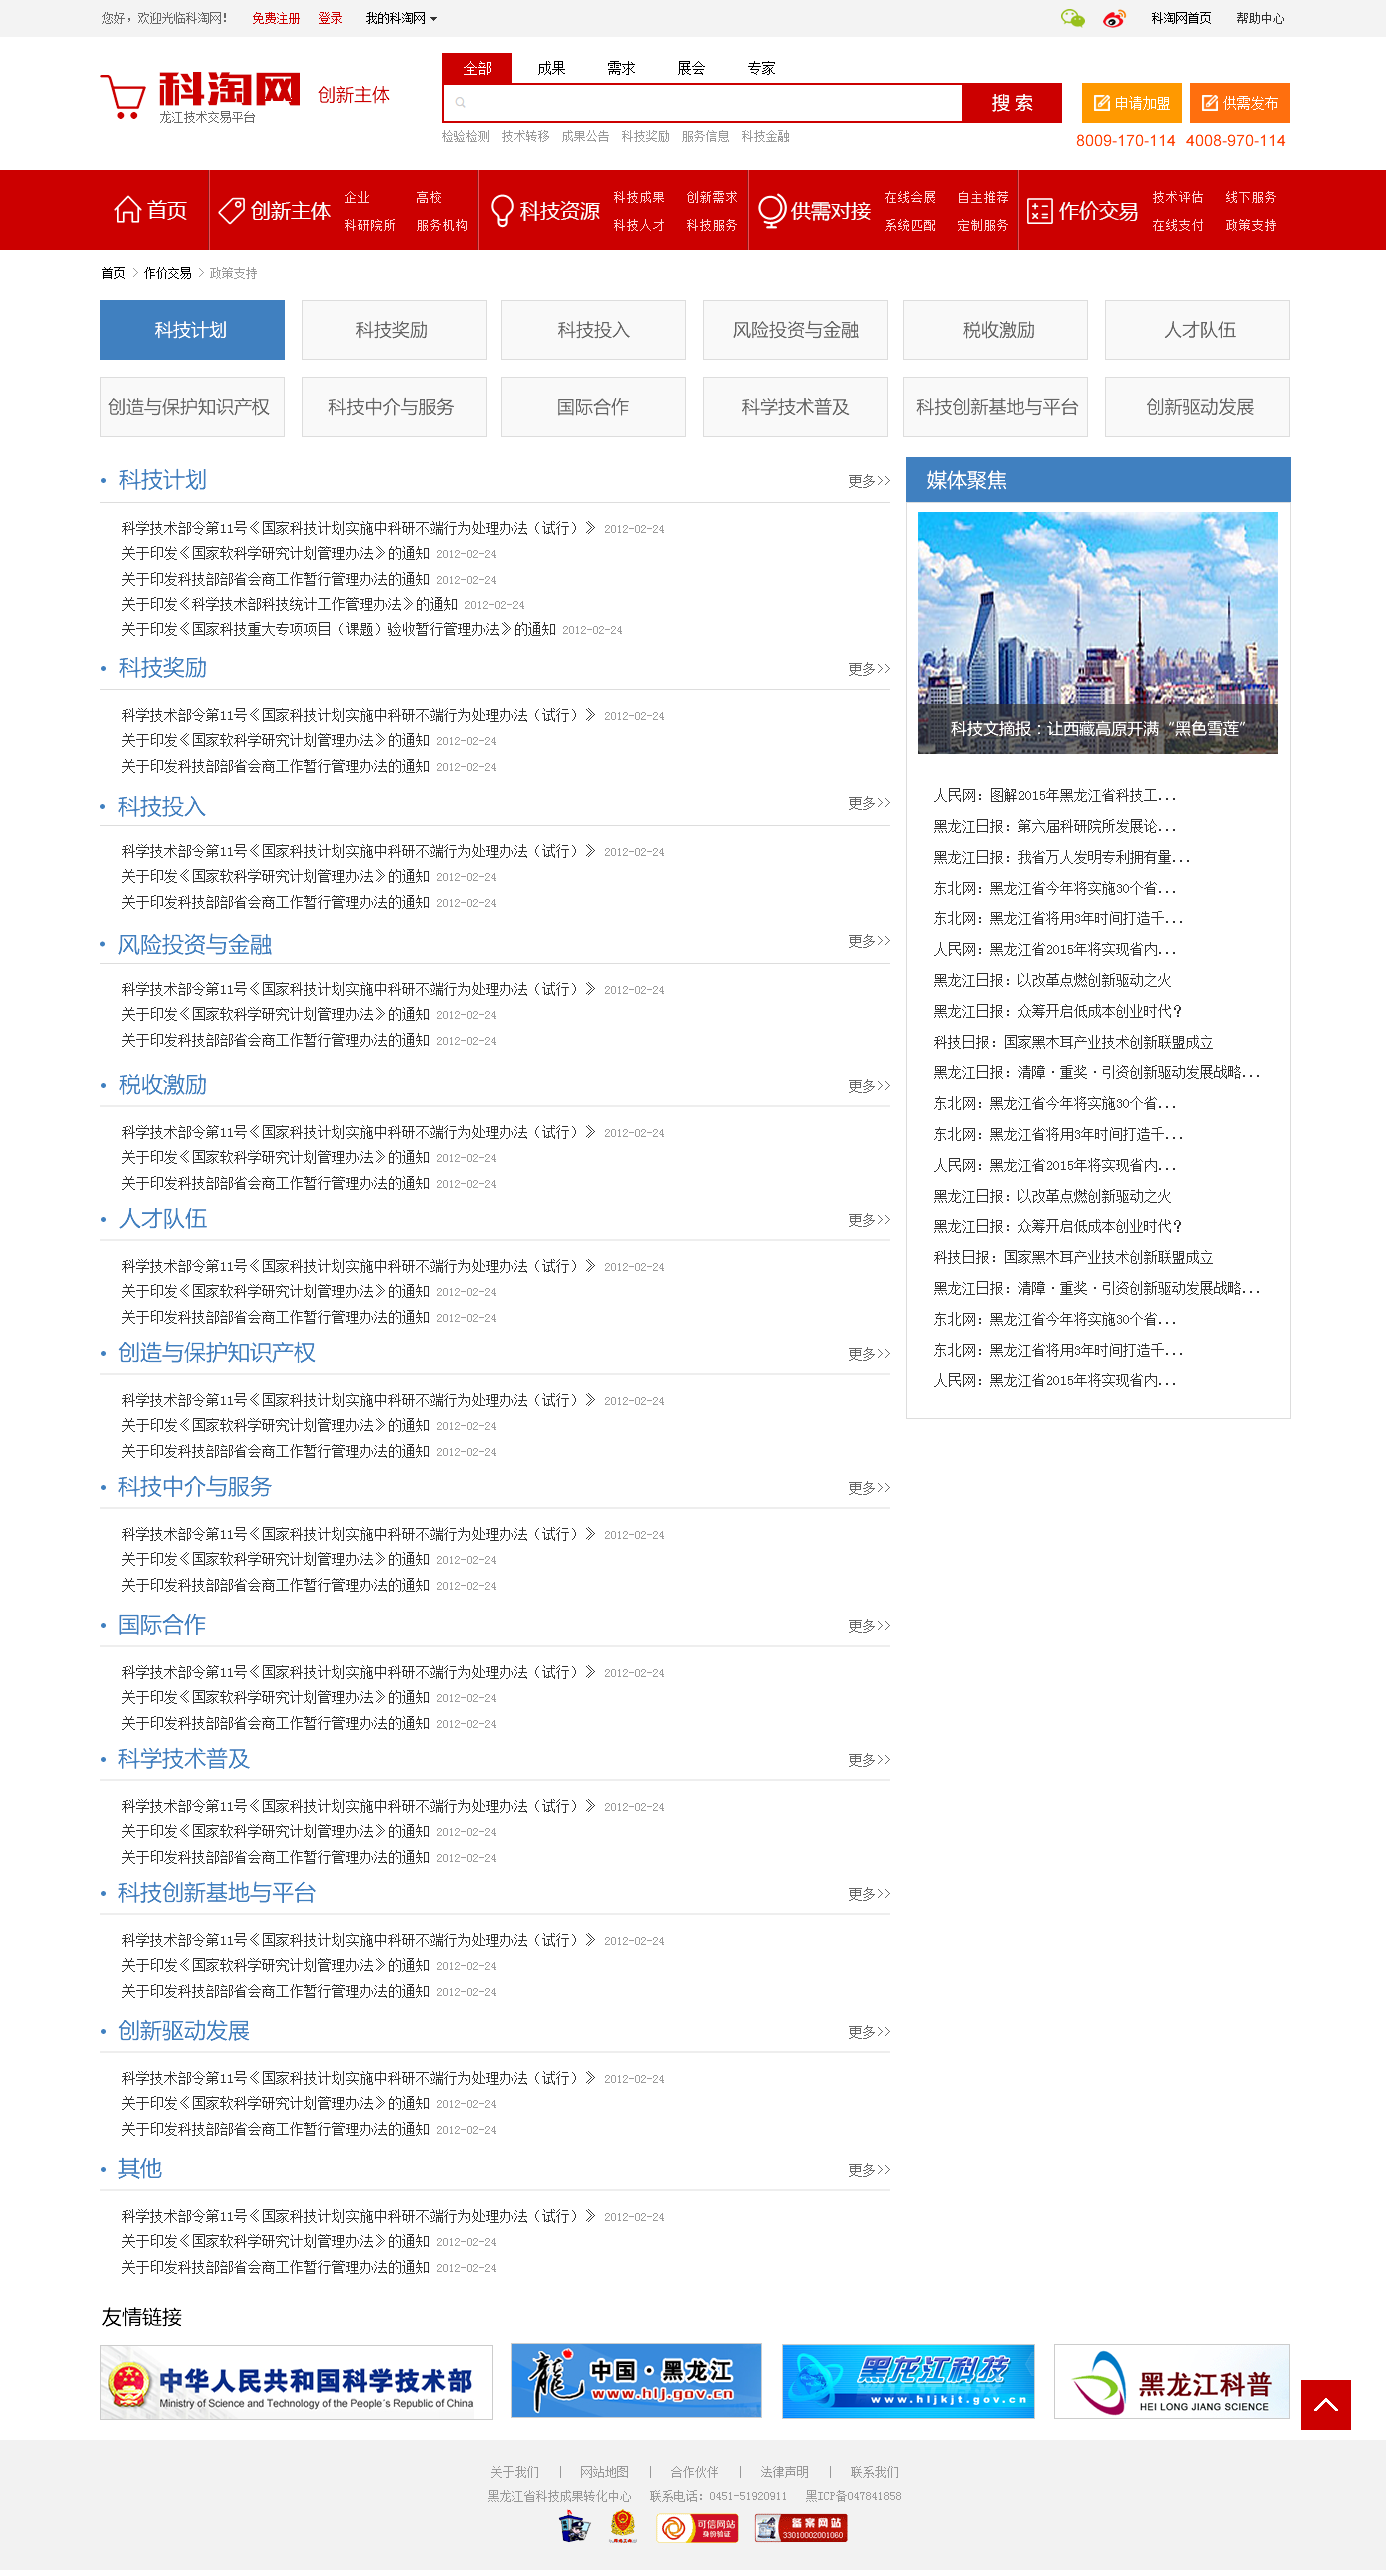 您好，欢迎光临科淘网！ 免费注册 登录 我的科淘网 科淘网首页 帮助中心
科淘网 创新主体
龙江技术交易平台
全部 成果 需求 展会 专家
搜 索
检验检测 技术转移 成果公告 科技奖励 服务信息 科技金融
申请加盟 供需发布
8009-170-114 4008-970-114
首页
创新主体 企业 高校
科研院所 服务机构
科技资源 科技成果 创新需求
科技人才 科技服务
供需对接 在线会展 自主推荐
系统匹配 定制服务
作价交易 技术评估 线下服务
在线支付 政策支持
首页 > 作价交易 > 政策支持
科技计划 科技奖励 科技投入 风险投资与金融 税收激励 人才队伍
创造与保护知识产权 科技中介与服务 国际合作 科学技术普及 科技创新基地与平台 创新驱动发展
· 科技计划 更多>>
科学技术部令第11号《国家科技计划实施中科研不端行为处理办法（试行）》 2012-02-24
关于印发《国家软科学研究计划管理办法》的通知 2012-02-24
关于印发科技部部省会商工作暂行管理办法的通知 2012-02-24
关于印发《科学技术部科技统计工作管理办法》的通知 2012-02-24
关于印发《国家科技重大专项项目（课题）验收暂行管理办法》的通知 2012-02-24
· 科技奖励 更多>>
科学技术部令第11号《国家科技计划实施中科研不端行为处理办法（试行）》 2012-02-24
关于印发《国家软科学研究计划管理办法》的通知 2012-02-24
关于印发科技部部省会商工作暂行管理办法的通知 2012-02-24
· 科技投入 更多>>
科学技术部令第11号《国家科技计划实施中科研不端行为处理办法（试行）》 2012-02-24
关于印发《国家软科学研究计划管理办法》的通知 2012-02-24
关于印发科技部部省会商工作暂行管理办法的通知 2012-02-24
· 风险投资与金融 更多>>
科学技术部令第11号《国家科技计划实施中科研不端行为处理办法（试行）》 2012-02-24
关于印发《国家软科学研究计划管理办法》的通知 2012-02-24
关于印发科技部部省会商工作暂行管理办法的通知 2012-02-24
· 税收激励 更多>>
科学技术部令第11号《国家科技计划实施中科研不端行为处理办法（试行）》 2012-02-24
关于印发《国家软科学研究计划管理办法》的通知 2012-02-24
关于印发科技部部省会商工作暂行管理办法的通知 2012-02-24
· 人才队伍 更多>>
科学技术部令第11号《国家科技计划实施中科研不端行为处理办法（试行）》 2012-02-24
关于印发《国家软科学研究计划管理办法》的通知 2012-02-24
关于印发科技部部省会商工作暂行管理办法的通知 2012-02-24
· 创造与保护知识产权 更多>>
科学技术部令第11号《国家科技计划实施中科研不端行为处理办法（试行）》 2012-02-24
关于印发《国家软科学研究计划管理办法》的通知 2012-02-24
关于印发科技部部省会商工作暂行管理办法的通知 2012-02-24
· 科技中介与服务 更多>>
科学技术部令第11号《国家科技计划实施中科研不端行为处理办法（试行）》 2012-02-24
关于印发《国家软科学研究计划管理办法》的通知 2012-02-24
关于印发科技部部省会商工作暂行管理办法的通知 2012-02-24
· 国际合作 更多>>
科学技术部令第11号《国家科技计划实施中科研不端行为处理办法（试行）》 2012-02-24
关于印发《国家软科学研究计划管理办法》的通知 2012-02-24
关于印发科技部部省会商工作暂行管理办法的通知 2012-02-24
· 科学技术普及 更多>>
科学技术部令第11号《国家科技计划实施中科研不端行为处理办法（试行）》 2012-02-24
关于印发《国家软科学研究计划管理办法》的通知 2012-02-24
关于印发科技部部省会商工作暂行管理办法的通知 2012-02-24
· 科技创新基地与平台 更多>>
科学技术部令第11号《国家科技计划实施中科研不端行为处理办法（试行）》 2012-02-24
关于印发《国家软科学研究计划管理办法》的通知 2012-02-24
关于印发科技部部省会商工作暂行管理办法的通知 2012-02-24
· 创新驱动发展 更多>>
科学技术部令第11号《国家科技计划实施中科研不端行为处理办法（试行）》 2012-02-24
关于印发《国家软科学研究计划管理办法》的通知 2012-02-24
关于印发科技部部省会商工作暂行管理办法的通知 2012-02-24
· 其他 更多>>
科学技术部令第11号《国家科技计划实施中科研不端行为处理办法（试行）》 2012-02-24
关于印发《国家软科学研究计划管理办法》的通知 2012-02-24
关于印发科技部部省会商工作暂行管理办法的通知 2012-02-24
媒体聚焦
科技文摘报：让西藏高原开满“黑色雪莲”
人民网：图解2015年黑龙江省科技工...
黑龙江日报：第六届科研院所发展论...
黑龙江日报：我省万人发明专利拥有量...
东北网：黑龙江省今年将实施30个省...
东北网：黑龙江省将用3年时间打造千...
人民网：黑龙江省2015年将实现省内...
黑龙江日报：以改革点燃创新驱动之火
黑龙江日报：众筹开启低成本创业时代？
科技日报：国家黑木耳产业技术创新联盟成立
黑龙江日报：清障·重奖·引资创新驱动发展战略...
东北网：黑龙江省今年将实施30个省...
东北网：黑龙江省将用3年时间打造千...
人民网：黑龙江省2015年将实现省内...
黑龙江日报：以改革点燃创新驱动之火
黑龙江日报：众筹开启低成本创业时代？
科技日报：国家黑木耳产业技术创新联盟成立
黑龙江日报：清障·重奖·引资创新驱动发展战略...
东北网：黑龙江省今年将实施30个省...
东北网：黑龙江省将用3年时间打造千...
人民网：黑龙江省2015年将实现省内...
友情链接
中华人民共和国科学技术部
Ministry of Science and Technology of the People's Republic of China
龍 中国·黑龙江
www.hlj.gov.cn
黑龙江科技
www.hljkjt.gov.cn
黑龙江科普
HEI LONG JIANG SCIENCE
关于我们 | 网站地图 | 合作伙伴 | 法律声明 | 联系我们
黑龙江省科技成果转化中心 联系电话：0451-51920911 黑ICP备047841858
可信网站
身份验证
备案网站
33010002001060